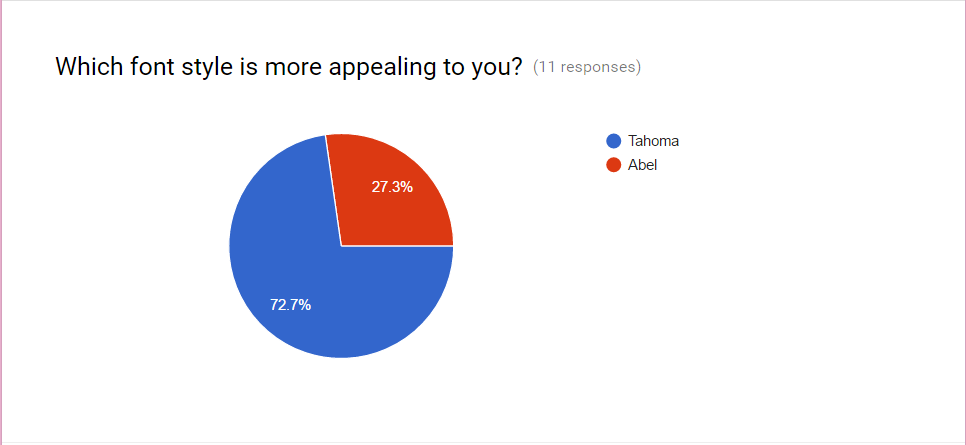 Which font style is more appealing to you? (11 responses)
Tahoma
Abel
27.3%
72.7%